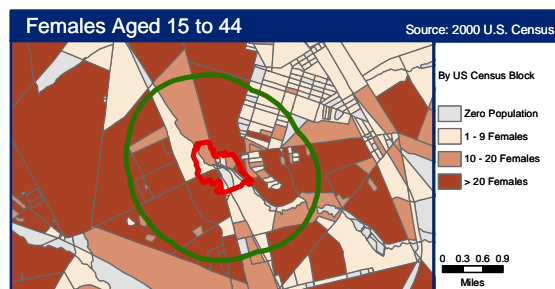 Females Aged 15 to 44
Source: 2000 U.S. Census
By US Census Block
Zero Population
1 - 9 Females
10 - 20 Females
> 20 Females
0 0.3 0.6 0.9
Miles